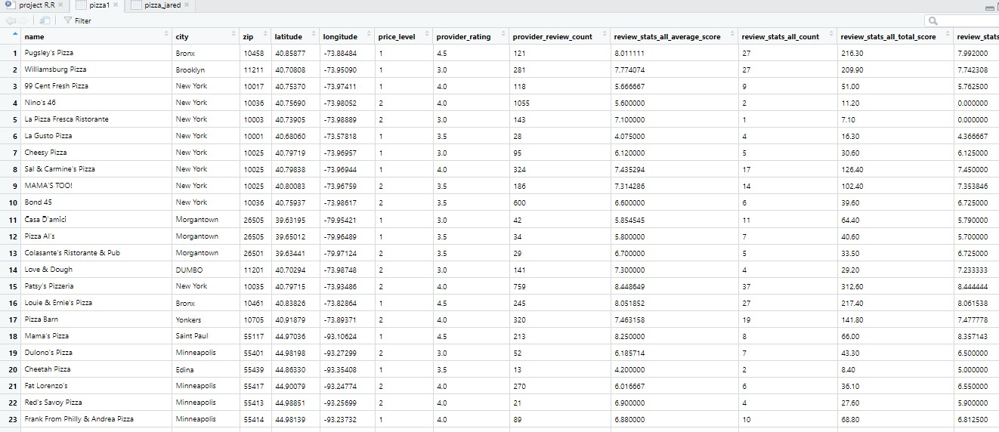 project R.R pizza1 pizza_jared
Filter
name city zip latitude longitude price_level provider_rating provider_review_count review_stats_all_average_score review_stats_all_count review_stats_all_total_score review_stats
1 Pugsley's Pizza Bronx 10458 40.85877 -73.88484 1 4.5 121 8.011111 27 216.30 7.992000
2 Williamsburg Pizza Brooklyn 11211 40.70808 -73.95090 1 3.0 281 7.774074 27 209.90 7.742308
3 99 Cent Fresh Pizza New York 10017 40.75370 -73.97411 1 4.0 118 5.666667 9 51.00 5.762500
4 Nino's 46 New York 10036 40.75690 -73.98052 2 4.0 1055 5.600000 2 11.20 0.000000
5 La Pizza Fresca Ristorante New York 10003 40.73905 -73.98889 2 3.0 143 7.100000 1 7.10 0.000000
6 La Gusto Pizza New York 10001 40.68060 -73.57818 1 3.5 28 4.075000 4 16.30 4.366667
7 Cheesy Pizza New York 10025 40.79719 -73.96957 1 3.0 95 6.120000 5 30.60 6.125000
8 Sal & Carmine's Pizza New York 10025 40.79838 -73.96944 1 4.0 324 7.435294 17 126.40 7.450000
9 MAMA'S TOO! New York 10025 40.80083 -73.96759 2 3.5 186 7.314286 14 102.40 7.353846
10 Bond 45 New York 10036 40.75937 -73.98617 2 3.5 600 6.600000 6 39.60 6.725000
11 Casa D'amici Morgantown 26505 39.63195 -79.95421 1 3.0 42 5.854545 11 64.40 5.790000
12 Pizza Al's Morgantown 26505 39.65012 -79.96489 1 3.5 34 5.800000 7 40.60 5.700000
13 Colasante's Ristorante & Pub Morgantown 26501 39.63441 -79.97124 2 3.5 29 6.700000 5 33.50 6.725000
14 Love & Dough DUMBO 11201 40.70294 -73.98748 2 3.0 141 7.300000 4 29.20 7.233333
15 Patsy's Pizzeria New York 10035 40.79715 -73.93486 2 4.0 759 8.448649 37 312.60 8.444444
16 Louie & Ernie's Pizza Bronx 10461 40.83826 -73.82864 1 4.5 245 8.051852 27 217.40 8.061538
17 Pizza Barn Yonkers 10705 40.91879 -73.89371 2 4.0 320 7.463158 19 141.80 7.477778
18 Mama's Pizza Saint Paul 55117 44.97036 -93.10624 1 4.5 213 8.250000 8 66.00 8.357143
19 Dulono's Pizza Minneapolis 55401 44.98198 -93.27299 2 3.0 52 6.185714 7 43.30 6.500000
20 Cheetah Pizza Edina 55439 44.86330 -93.35408 1 3.5 13 4.200000 2 8.40 5.000000
21 Fat Lorenzo's Minneapolis 55417 44.90079 -93.24774 2 4.0 270 6.016667 6 36.10 6.550000
22 Red's Savoy Pizza Minneapolis 55413 44.98851 -93.25699 2 4.0 21 6.900000 4 27.60 5.900000
23 Frank From Philly & Andrea Pizza Minneapolis 55414 44.98139 -93.23732 1 4.0 89 6.880000 10 68.80 6.812500